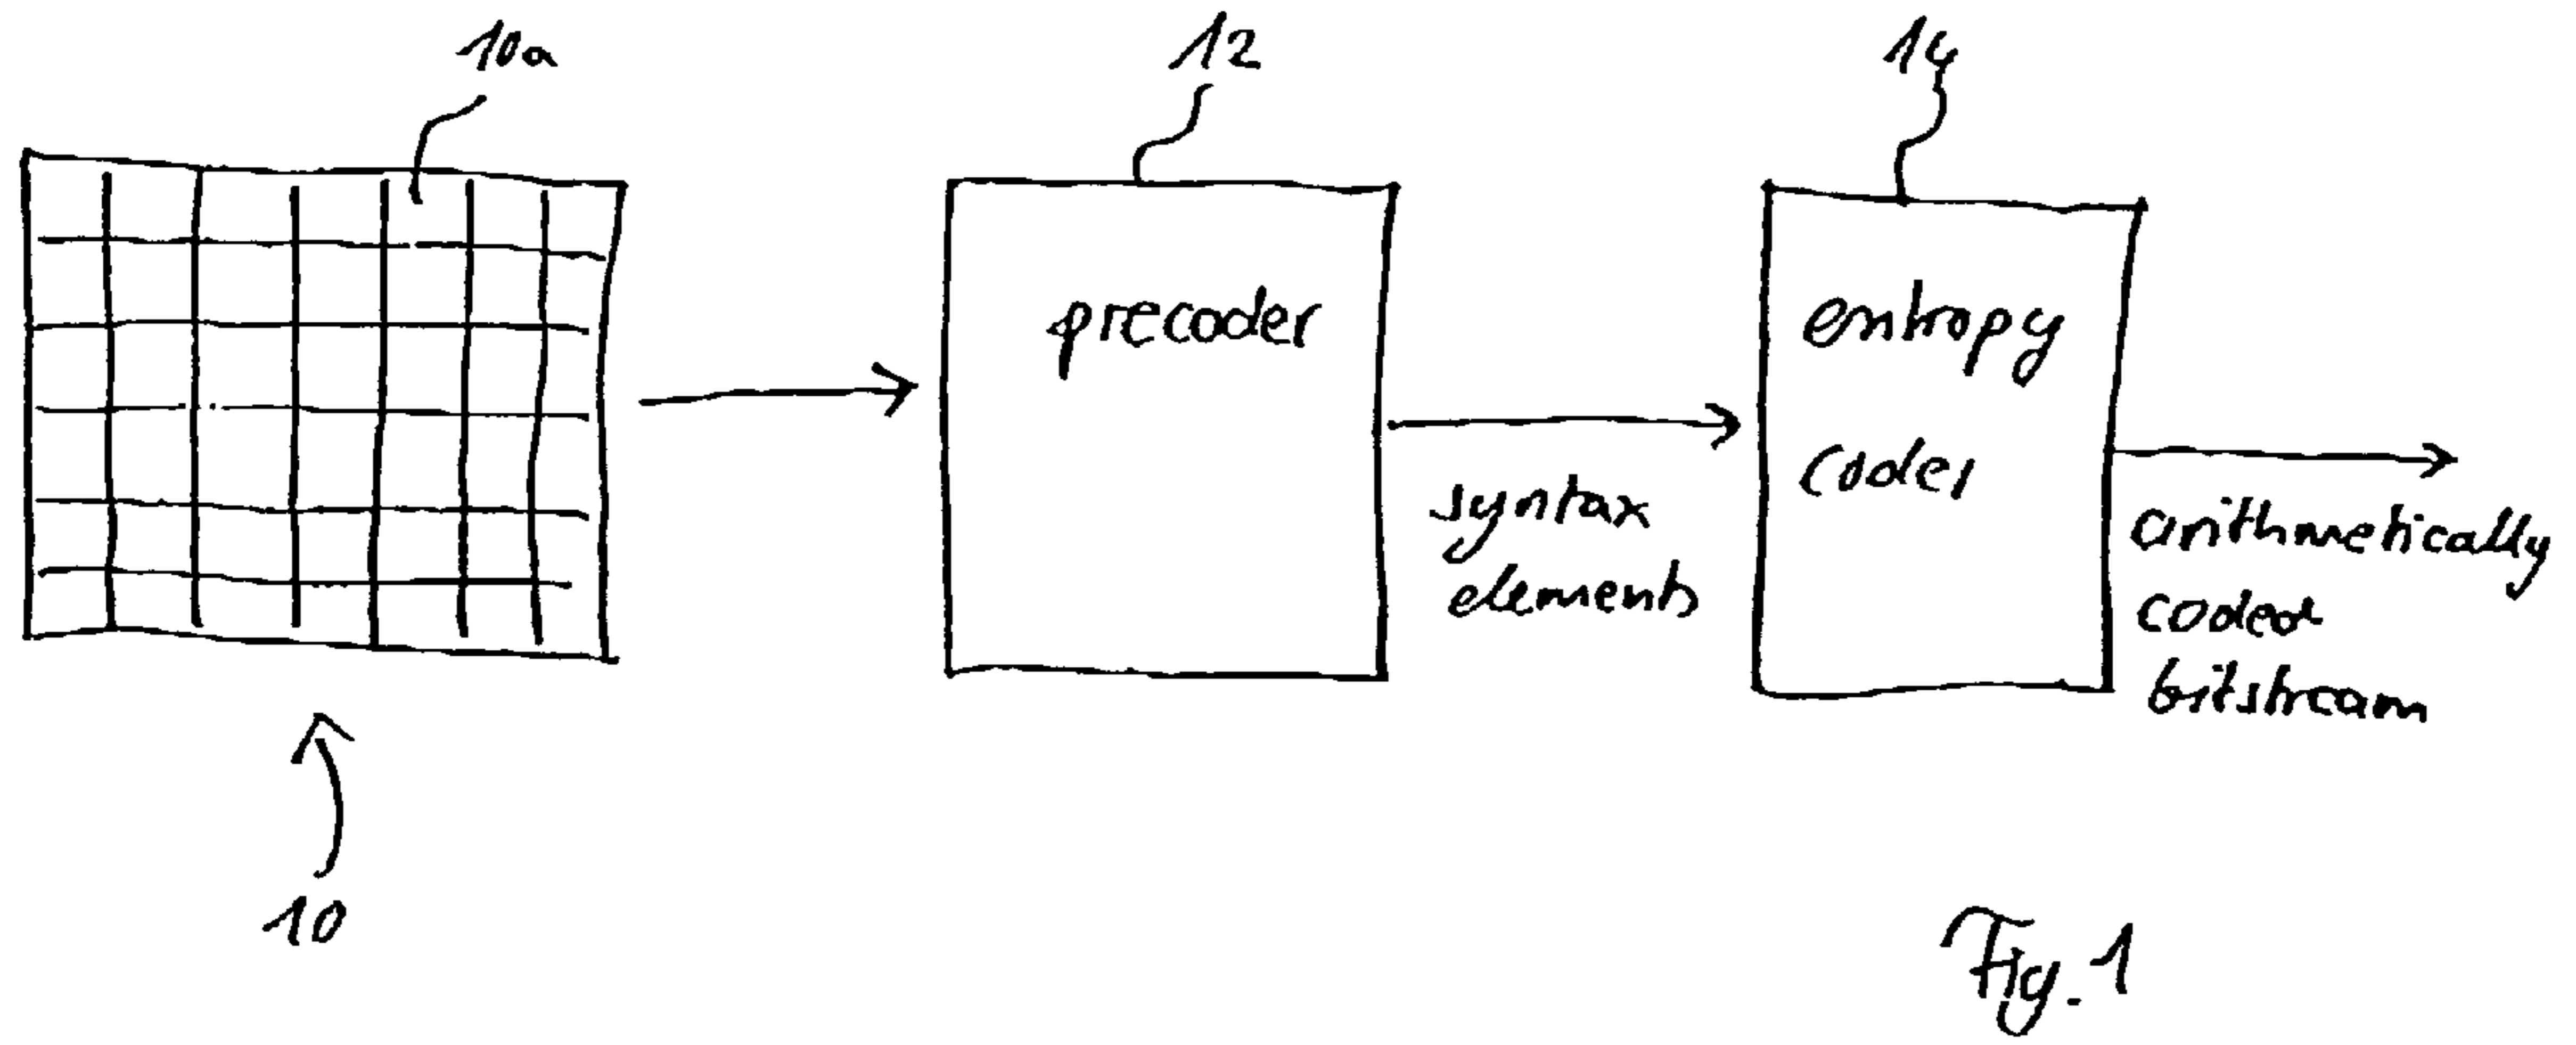 10a
12
14
precoder
entropy
coder
syntax
elements
arithmetically
coded
bitstream
10
Fig. 1